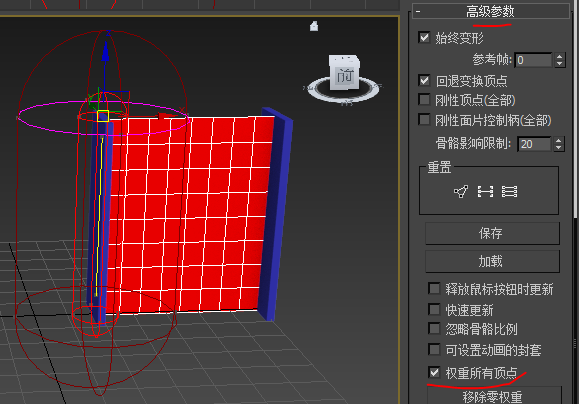 前
- 高级参数
始终变形
参考帧: 0
回退变换顶点
刚性顶点(全部)
刚性面片控制柄(全部)
骨骼影响限制: 20
重置
保存
加载
释放鼠标按钮时更新
快速更新
忽略骨骼比例
可设置动画的封套
权重所有顶点
移除零权重